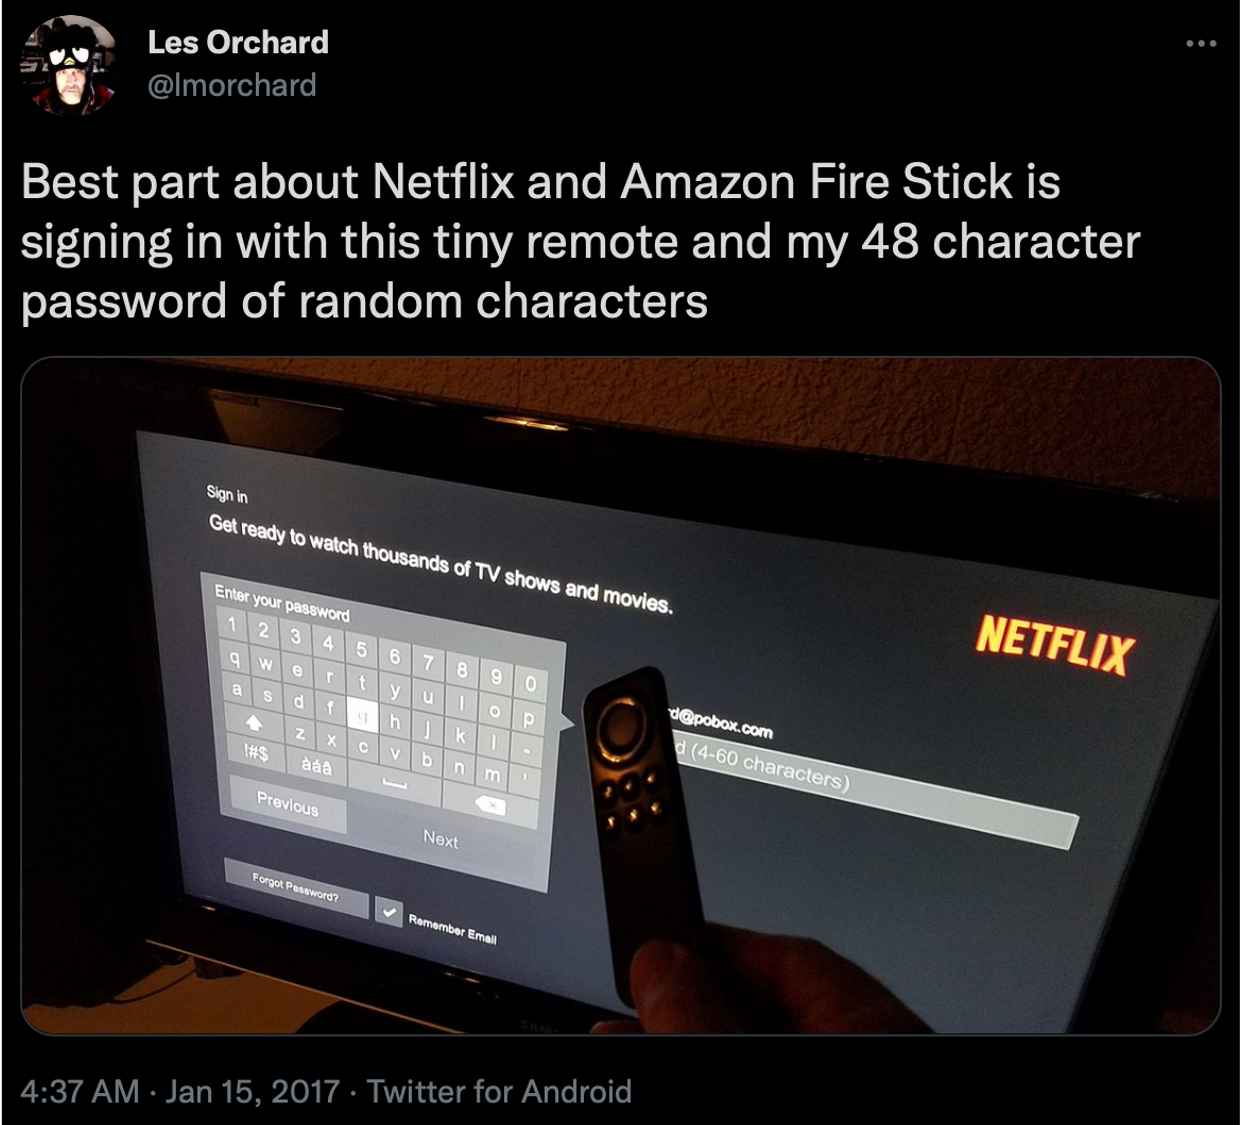 Les Orchard
@lmorchard
Best part about Netflix and Amazon Fire Stick is
signing in with this tiny remote and my 48 character
password of random characters
Sign in
Get ready to watch thousands of TV shows and movies.
Enter your password
1 2 3 4 5 6 7 8 9 0
q w e r t y u i o p
a s d f g h j k l -
z x c v b n m '
!#$ àáâ
Previous
Next
Forgot Password?
Remember Email
NETFLIX
d@pobox.com
d (4-60 characters)
4:37 AM · Jan 15, 2017 · Twitter for Android